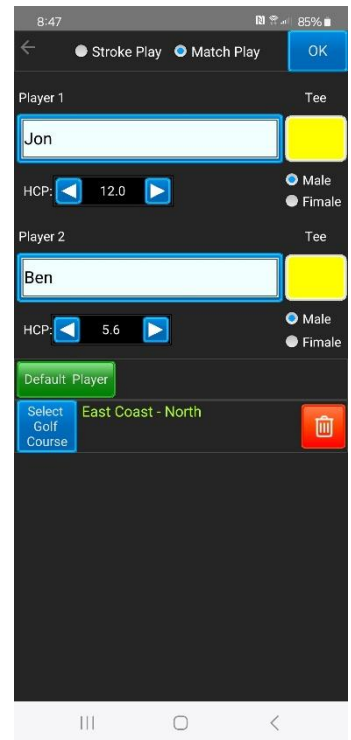 8:47 85%
Stroke Play Match Play OK
Player 1 Tee
Jon
HCP: 12.0 Male
Fimale
Player 2 Tee
Ben
HCP: 5.6 Male
Fimale
Default Player
Select Golf Course
East Coast - North